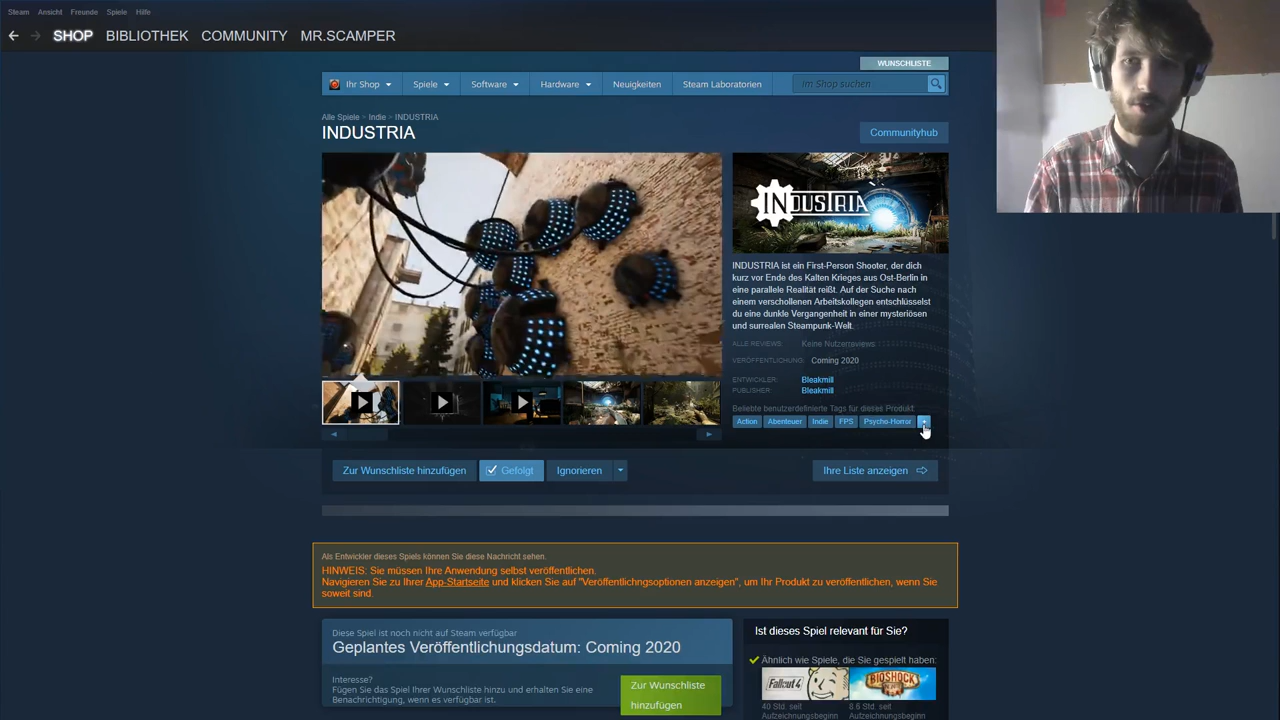 Steam Ansicht Freunde Spiele Hilfe
SHOP BIBLIOTHEK COMMUNITY MR.SCAMPER
WUNSCHLISTE
Ihr Shop Spiele Software Hardware Neuigkeiten Steam Laboratorien im Shop suchen
Alle Spiele > Indie > INDUSTRIA
INDUSTRIA
Communityhub
INDUSTRIA
INDUSTRIA ist ein First-Person Shooter, der dich
kurz vor Ende des Kalten Krieges aus Ost-Berlin in
eine parallele Realität reißt. Auf der Suche nach
einem verschollenen Arbeitskollegen entschlüsselst
du eine dunkle Vergangenheit in einer mysteriösen
und surrealen Steampunk-Welt.
ALLE REVIEWS: Keine Nutzerreviews
VERÖFFENTLICHUNG: Coming 2020
ENTWICKLER: Bleakmill
PUBLISHER: Bleakmill
Beliebte benutzerdefinierte Tags für dieses Produkt
Action Abenteuer Indie FPS Psycho-Horror +
Zur Wunschliste hinzufügen Gefolgt Ignorieren Ihre Liste anzeigen
Als Entwickler dieses Spiels können Sie diese Nachricht sehen.
HINWEIS: Sie müssen Ihre Anwendung selbst veröffentlichen.
Navigieren Sie zu Ihrer App-Startseite und klicken Sie auf "Veröffentlichngsoptionen anzeigen", um Ihr Produkt zu veröffentlichen, wenn Sie
soweit sind.
Diese Spiel ist noch nicht auf Steam verfügbar
Geplantes Veröffentlichungsdatum: Coming 2020
Interesse?
Fügen Sie das Spiel Ihrer Wunschliste hinzu und erhalten Sie eine
Benachrichtigung, wenn es verfügbar ist.
Zur Wunschliste
hinzufügen
Ist dieses Spiel relevant für Sie?
Ähnlich wie Spiele, die Sie gespielt haben:
Fallout 4 BIOSHOCK
40 Std. seit
Aufzeichnungsbeginn
8.6 Std. seit
Aufzeichnungsbeginn